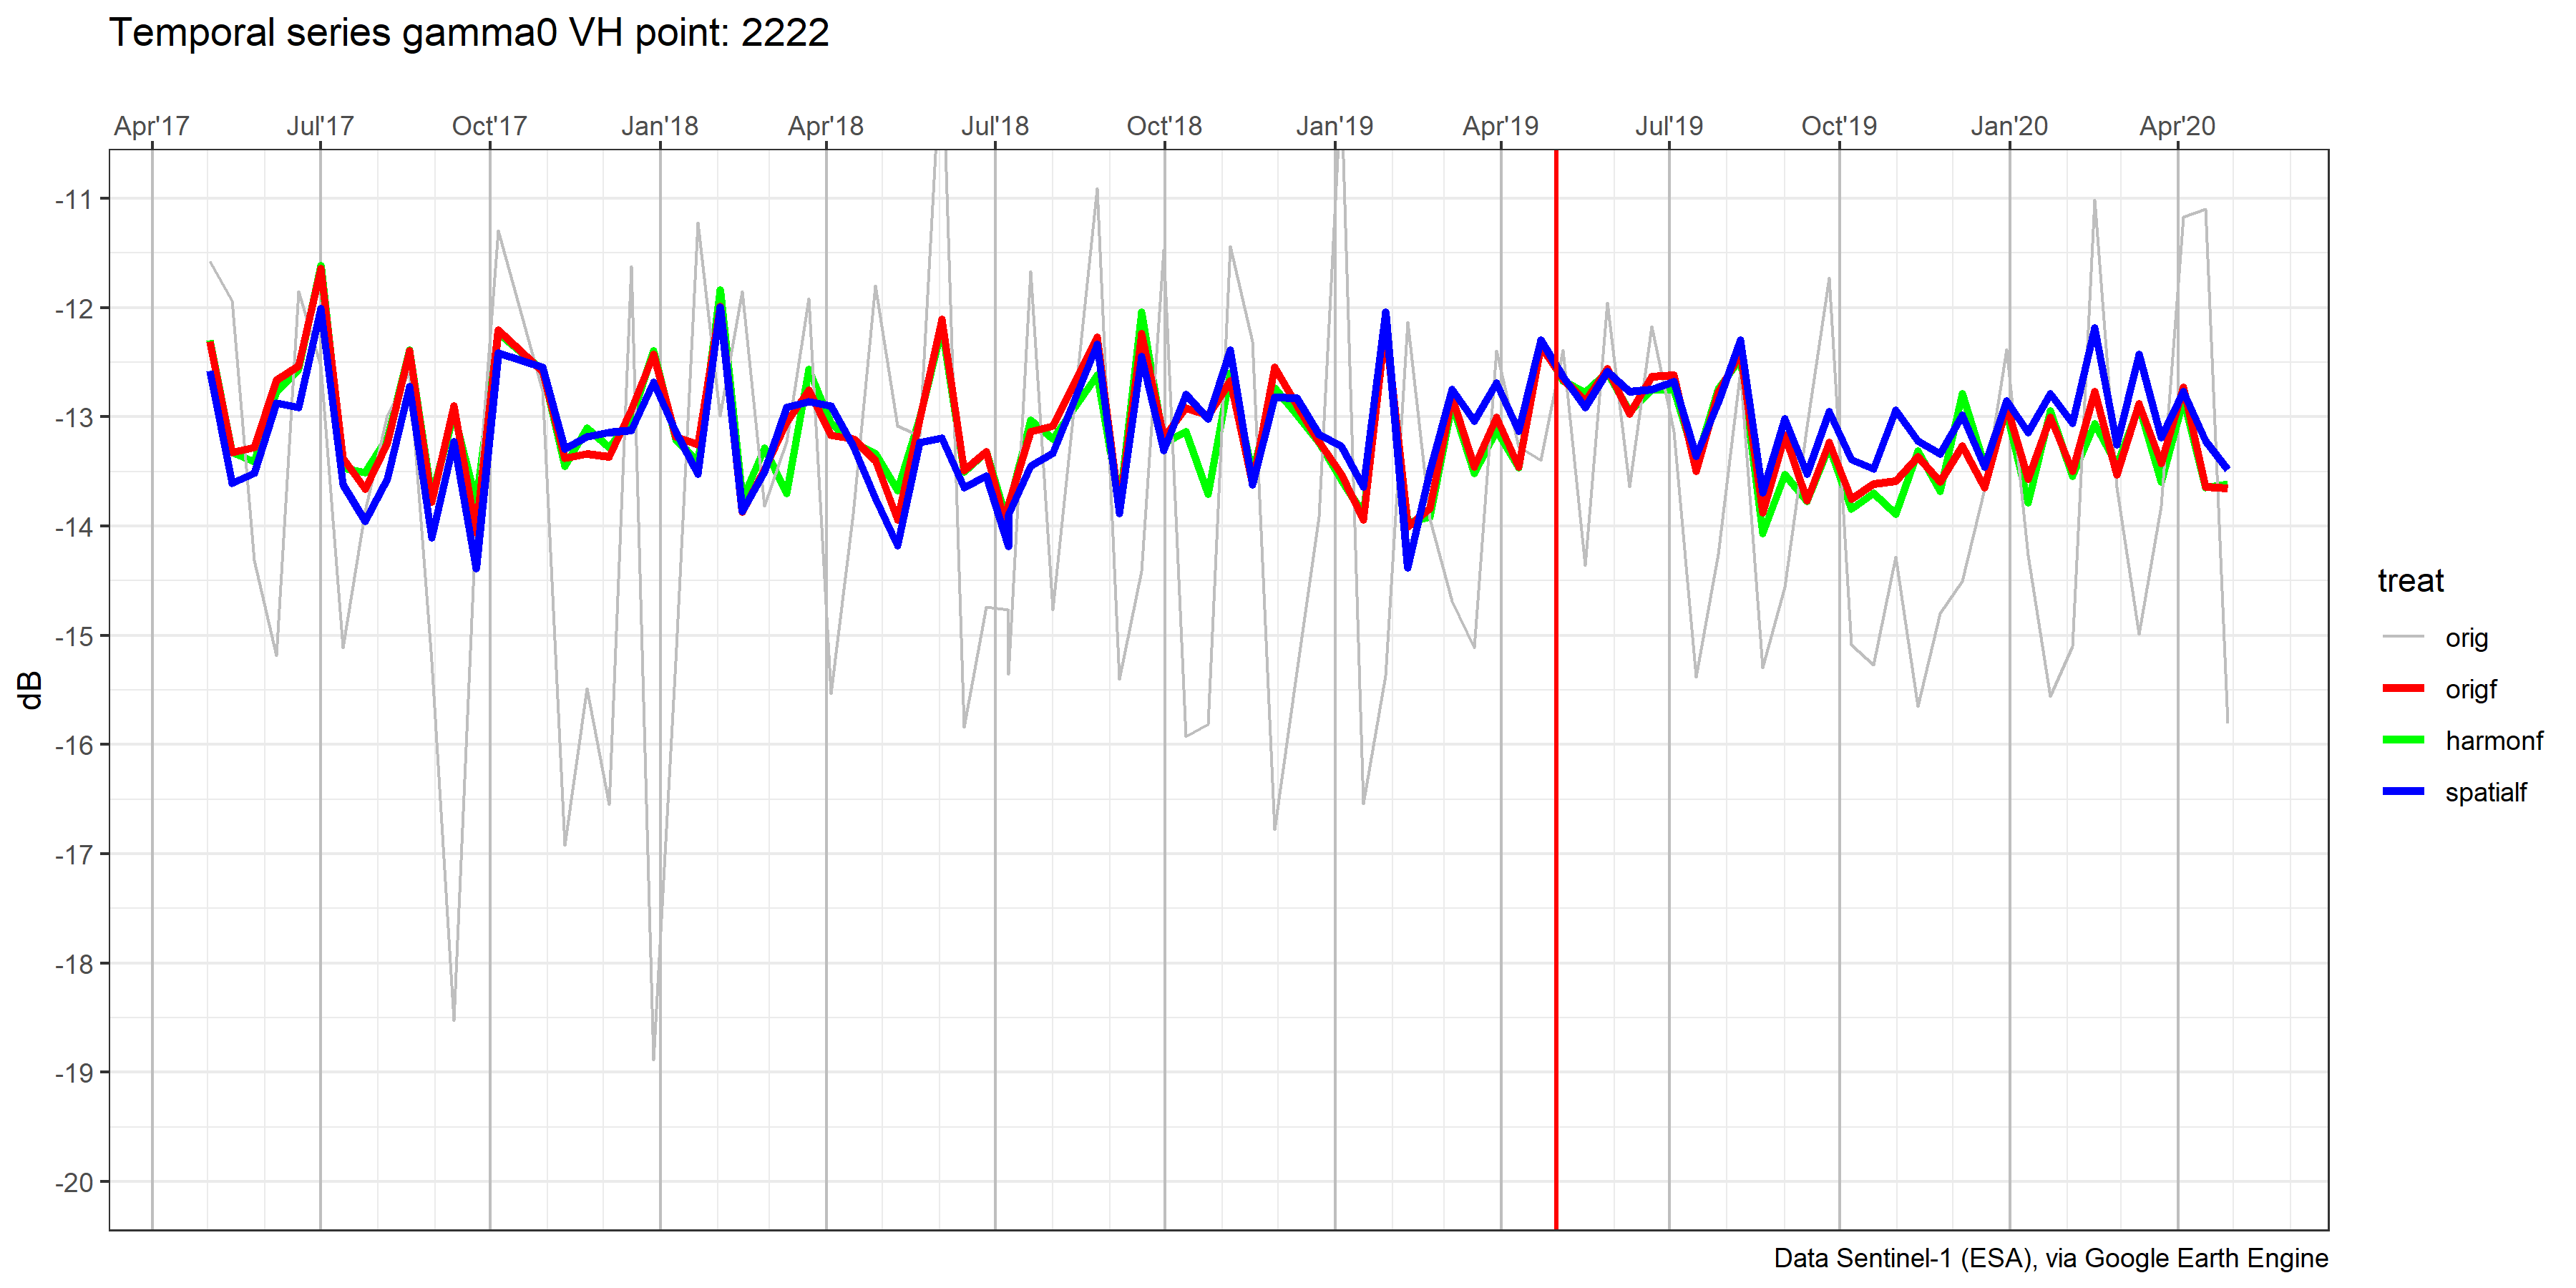 Temporal series gamma0 VH point: 2222
Apr'17 Jul'17 Oct'17 Jan'18 Apr'18 Jul'18 Oct'18 Jan'19 Apr'19 Jul'19 Oct'19 Jan'20 Apr'20
-11
-12
-13
-14
-15
-16
-17
-18
-19
-20
dB
treat
orig
origf
harmonf
spatialf
Data Sentinel-1 (ESA), via Google Earth Engine